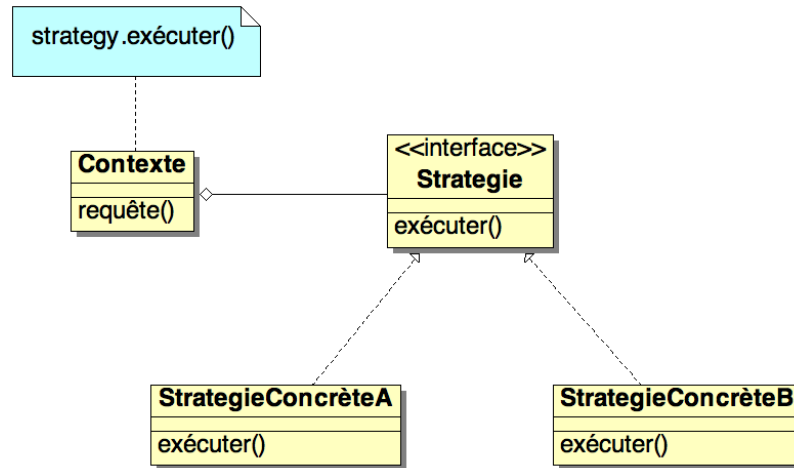 strategy.exécuter()
Contexte
requête()
<<interface>>
Strategie
exécuter()
StrategieConcrèteA
exécuter()
StrategieConcrèteB
exécuter()